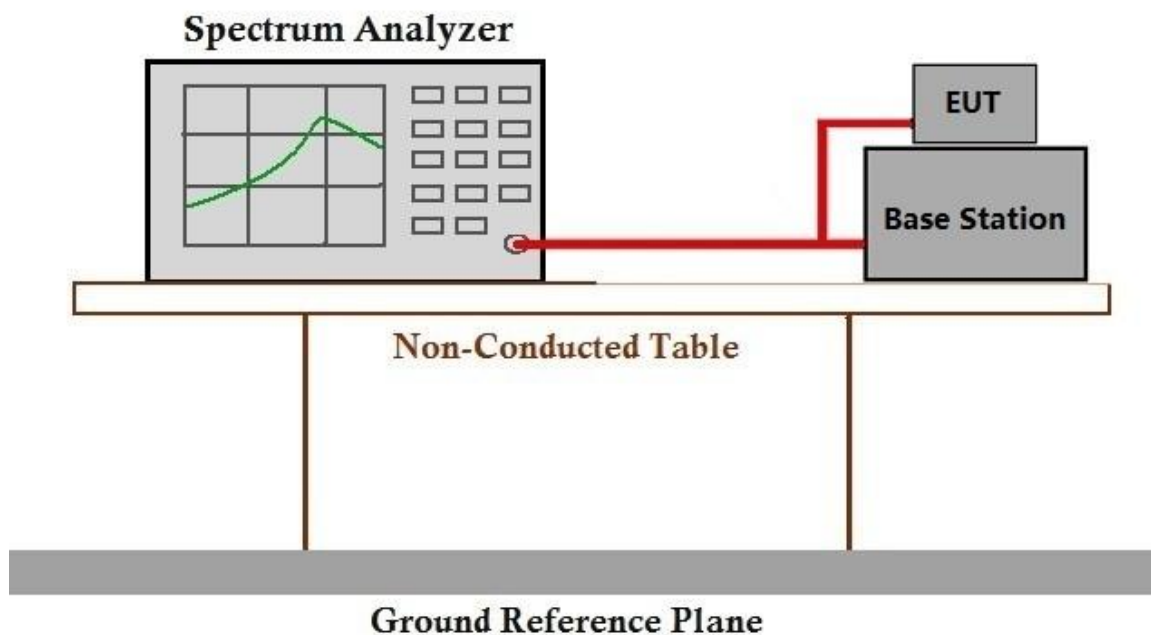 Spectrum Analyzer
EUT
Base Station
Non-Conducted Table
Ground Reference Plane